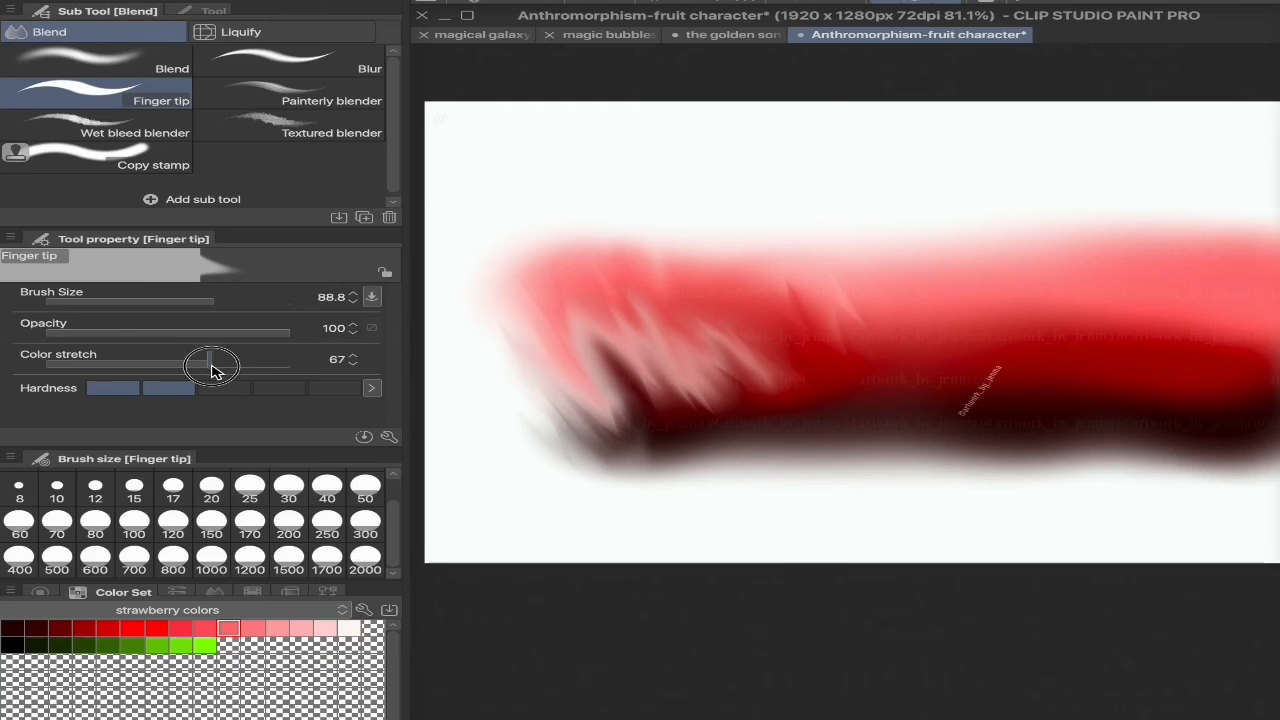 Sub Tool [Blend]
Tool
Blend
Liquify
Blend
Blur
Finger tip
Painterly blender
Wet bleed blender
Textured blender
Copy stamp
Add sub tool
Tool property [Finger tip]
Finger tip
Brush Size 88.8
Opacity 100
Color stretch 67
Hardness
Brush size [Finger tip]
8 10 12 15 17 20 25 30 40 50
60 70 80 100 120 150 170 200 250 300
400 500 600 700 800 1000 1200 1500 1700 2000
Color Set
strawberry colors
Anthromorphism-fruit character* (1920 x 1280px 72dpi 81.1%) - CLIP STUDIO PAINT PRO
magical galaxy
magic bubble
the golden son
Anthromorphism-fruit character*
@artwork_by_jenma